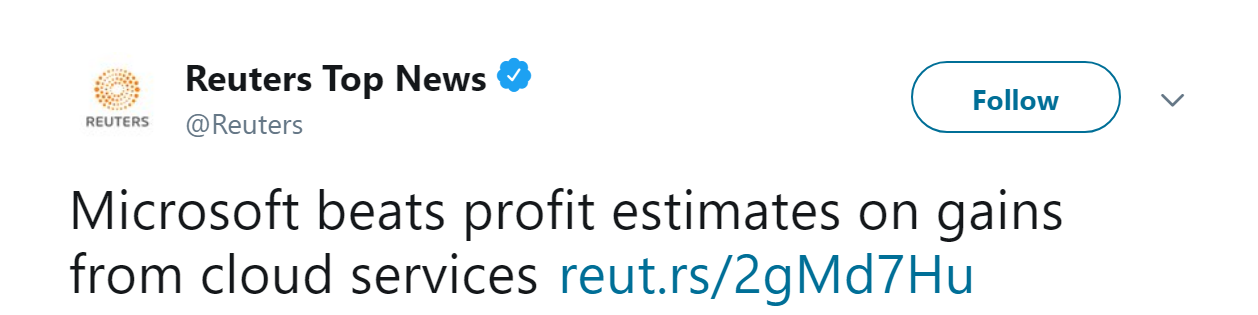 Reuters Top News
REUTERS
@Reuters
Follow
Microsoft beats profit estimates on gains
from cloud services reut.rs/2gMd7Hu